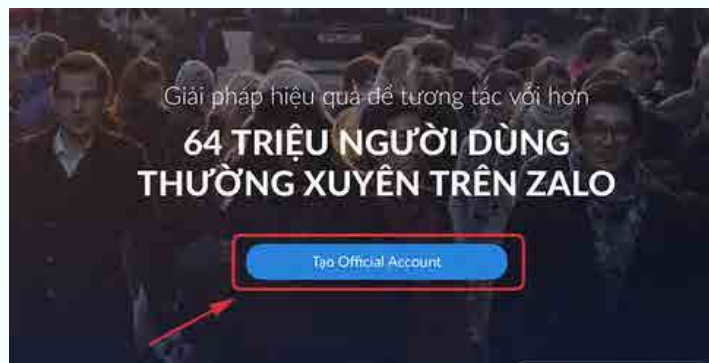 Giải pháp hiệu quả để tương tác với hơn
64 TRIỆU NGƯỜI DÙNG
THƯỜNG XUYÊN TRÊN ZALO
Tạo Official Account